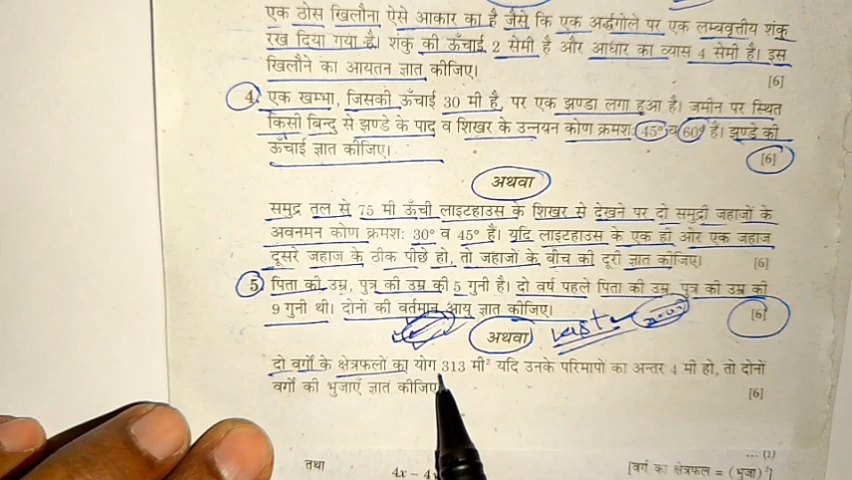 एक ठोस खिलौना ऐसे आकार का है जैसे कि एक अर्द्धगोले पर एक लम्बवृत्तीय शंकु
रख दिया गया है। शंकु की ऊँचाई 2 सेमी है और आधार का व्यास 4 सेमी है। इस
खिलौने का आयतन ज्ञात कीजिए।
[6]
4. एक खम्भा, जिसकी ऊँचाई 30 मी है, पर एक झण्डा लगा हुआ है। जमीन पर स्थित
किसी बिन्दु से झण्डे के पाद व शिखर के उन्नयन कोण क्रमश: 45° व 60° है। झण्डे की
ऊँचाई ज्ञात कीजिए।
[6]
अथवा
समुद्र तल से 75 मी ऊँची लाइटहाउस के शिखर से देखने पर दो समुद्री जहाजों के
अवनमन कोण क्रमश: 30° व 45° हैं। यदि लाइटहाउस के एक ही ओर एक जहाज
दूसरे जहाज के ठीक पीछे हो, तो जहाजों के बीच की दूरी ज्ञात कीजिए।
[6]
5. पिता की उम्र, पुत्र की उम्र की 5 गुनी है। दो वर्ष पहले पिता की उम्र, पुत्र की उम्र की
9 गुनी थी। दोनों की वर्तमान आयु ज्ञात कीजिए।
[6]
अथवा
Last
दो वर्गों के क्षेत्रफलों का योग 313 मी² यदि उनके परिमापों का अन्तर 4 मी हो, तो दोनों
वर्गों की भुजाएँ ज्ञात कीजिए
[6]
... (1)
तथा
4x - 4
[वर्ग का क्षेत्रफल = (भुजा)²]